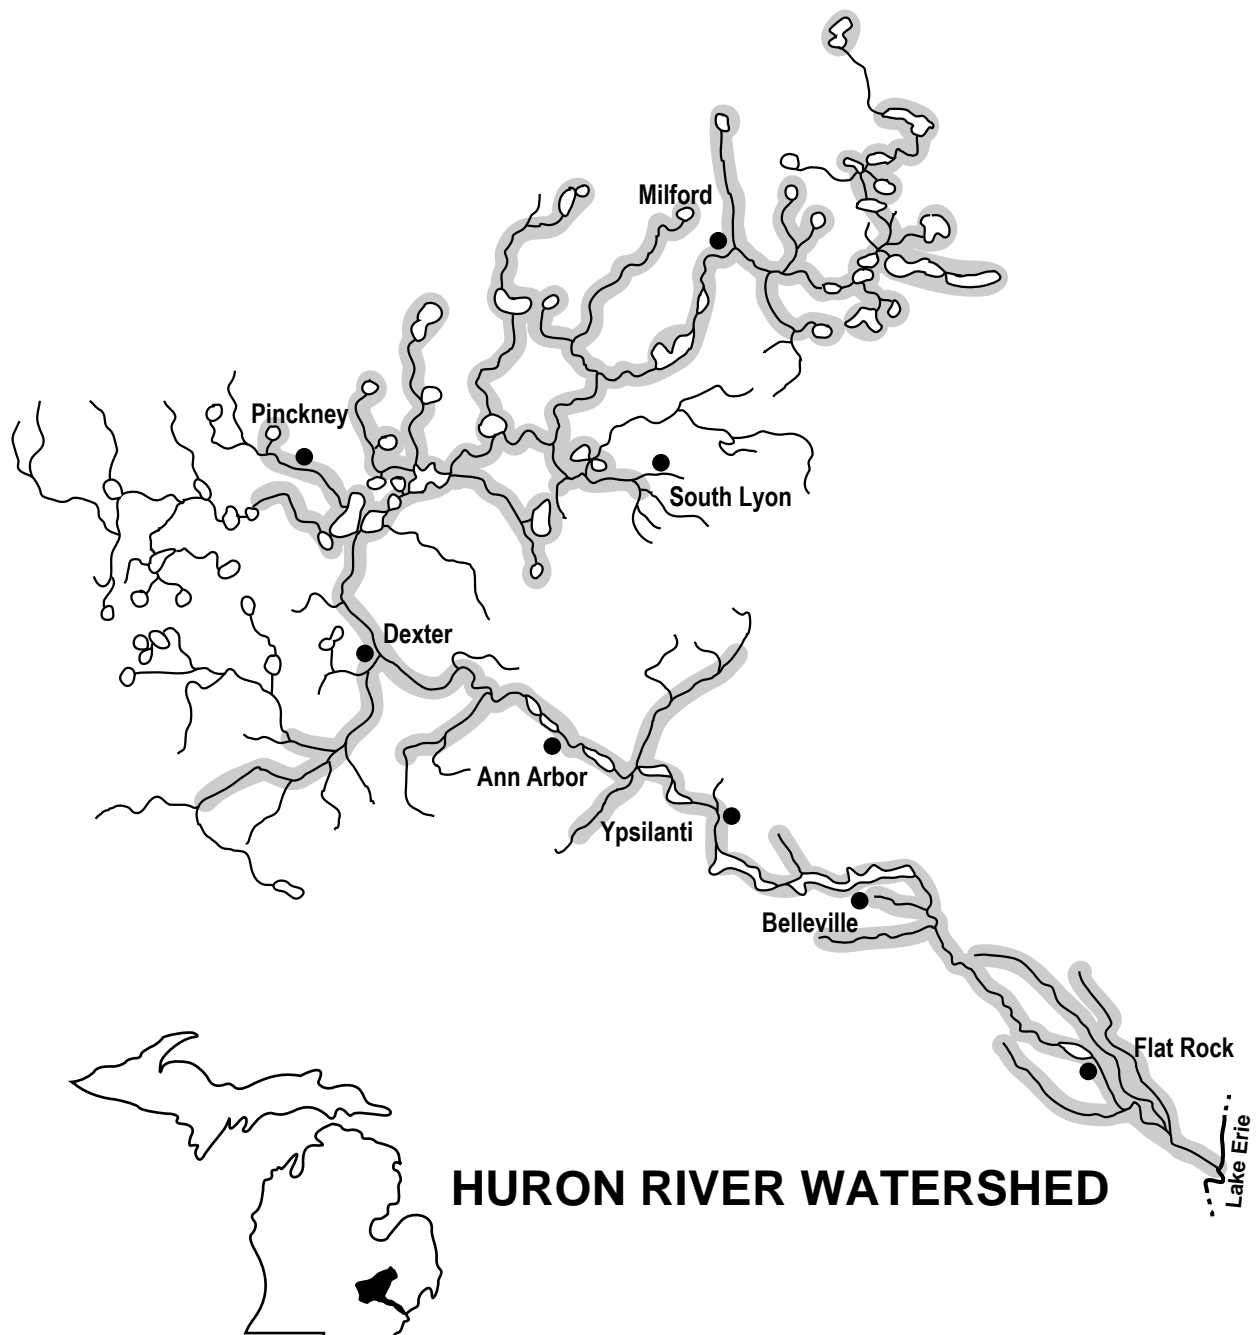 Milford
Pinckney
South Lyon
Dexter
Ann Arbor
Ypsilanti
Belleville
Flat Rock
Lake Erie
HURON RIVER WATERSHED